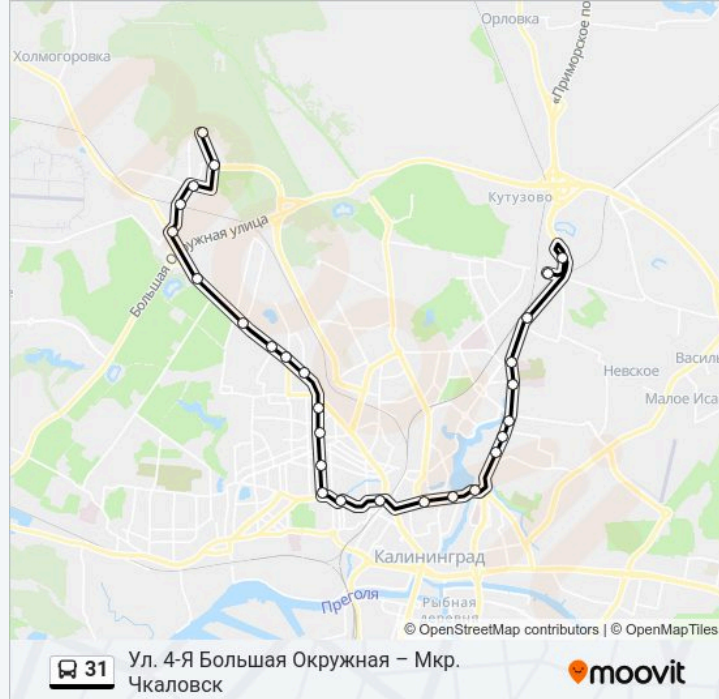 Орловка
«Приморское по
Холмогоровка
Кутузово
Большая Окружная улица
Невское
Василь
Малое Иса
Калининград
Преголя
Рыбная
деревня
© OpenStreetMap contributors | © OpenMapTiles
31
Ул. 4-Я Большая Окружная – Мкр.
Чкаловск
moovit